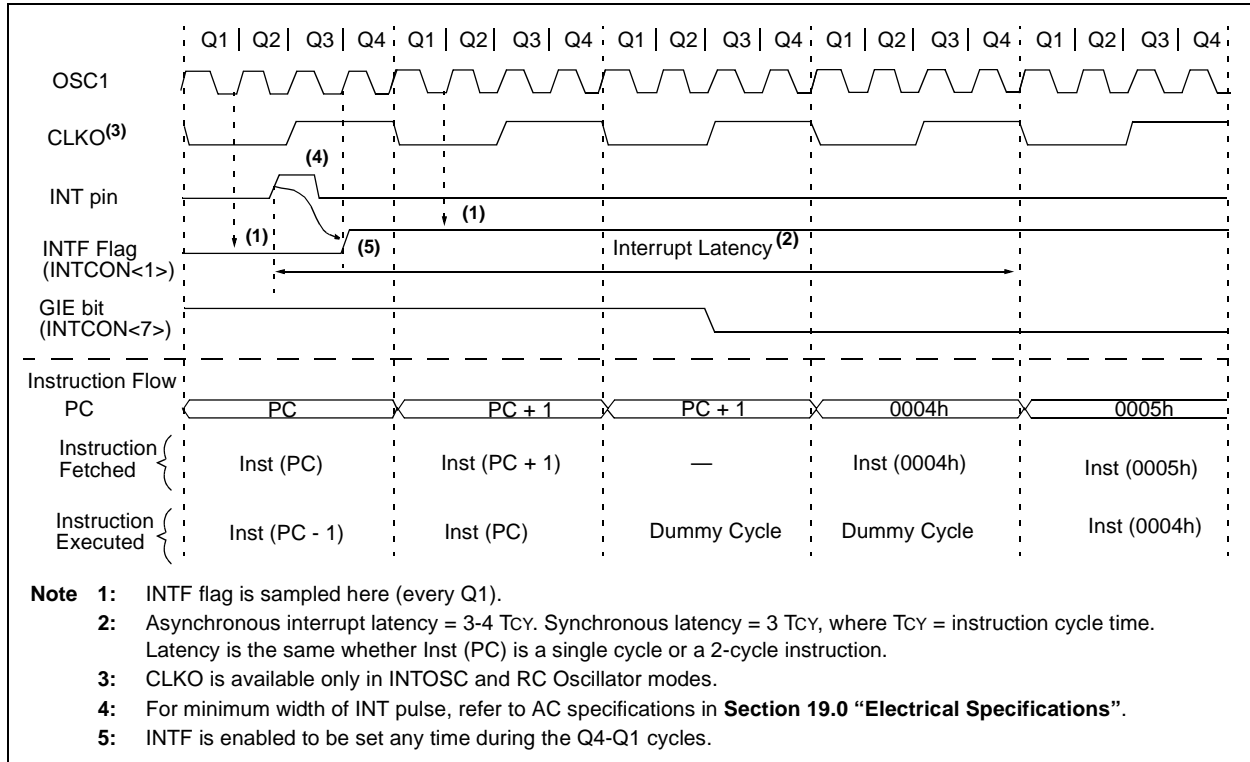 Q1 | Q2 | Q3 | Q4 Q1 | Q2 | Q3 | Q4 Q1 | Q2 | Q3 | Q4 Q1 | Q2 | Q3 | Q4 Q1 | Q2 | Q3 | Q4
OSC1
CLKO(3)
(4)
INT pin
(1) (1)
INTF Flag (5) Interrupt Latency(2)
(INTCON<1>)
GIE bit
(INTCON<7>)
Instruction Flow
PC PC PC + 1 PC + 1 0004h 0005h
Instruction
Fetched Inst (PC) Inst (PC + 1) — Inst (0004h) Inst (0005h)
Instruction
Executed Inst (PC - 1) Inst (PC) Dummy Cycle Dummy Cycle Inst (0004h)
Note 1: INTF flag is sampled here (every Q1).
2: Asynchronous interrupt latency = 3-4 TCY. Synchronous latency = 3 TCY, where TCY = instruction cycle time.
Latency is the same whether Inst (PC) is a single cycle or a 2-cycle instruction.
3: CLKO is available only in INTOSC and RC Oscillator modes.
4: For minimum width of INT pulse, refer to AC specifications in Section 19.0 “Electrical Specifications”.
5: INTF is enabled to be set any time during the Q4-Q1 cycles.